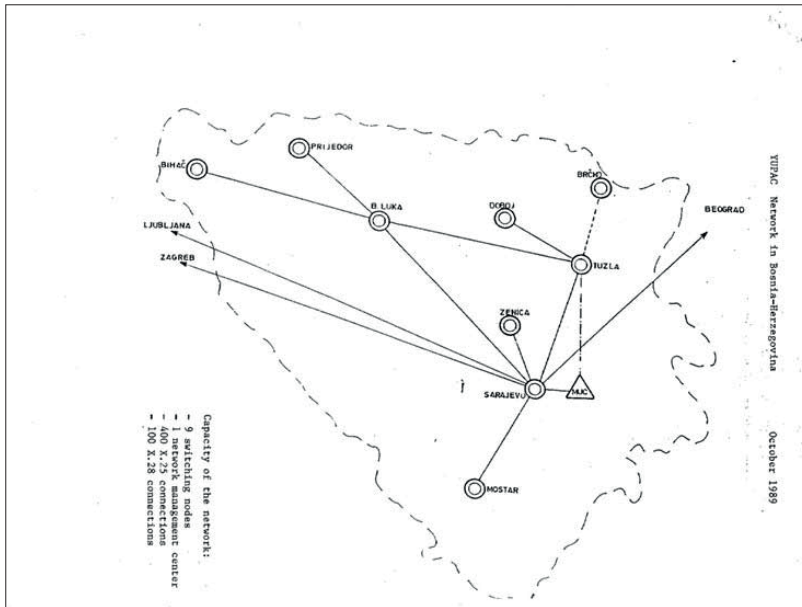 YUPAC Network in Bosnia-Herzegovina October 1989
PRIJEDOR
BIHAĆ
BRČKO
B. LUKA
DOBOJ
BEOGRAD
LJUBLJANA
ZAGREB
TUZLA
ZENICA
SARAJEVO
MUC
MOSTAR
Capacity of the network:
- 9 switching nodes
- 1 network management center
- 400 X.25 connections
- 100 X.28 connections